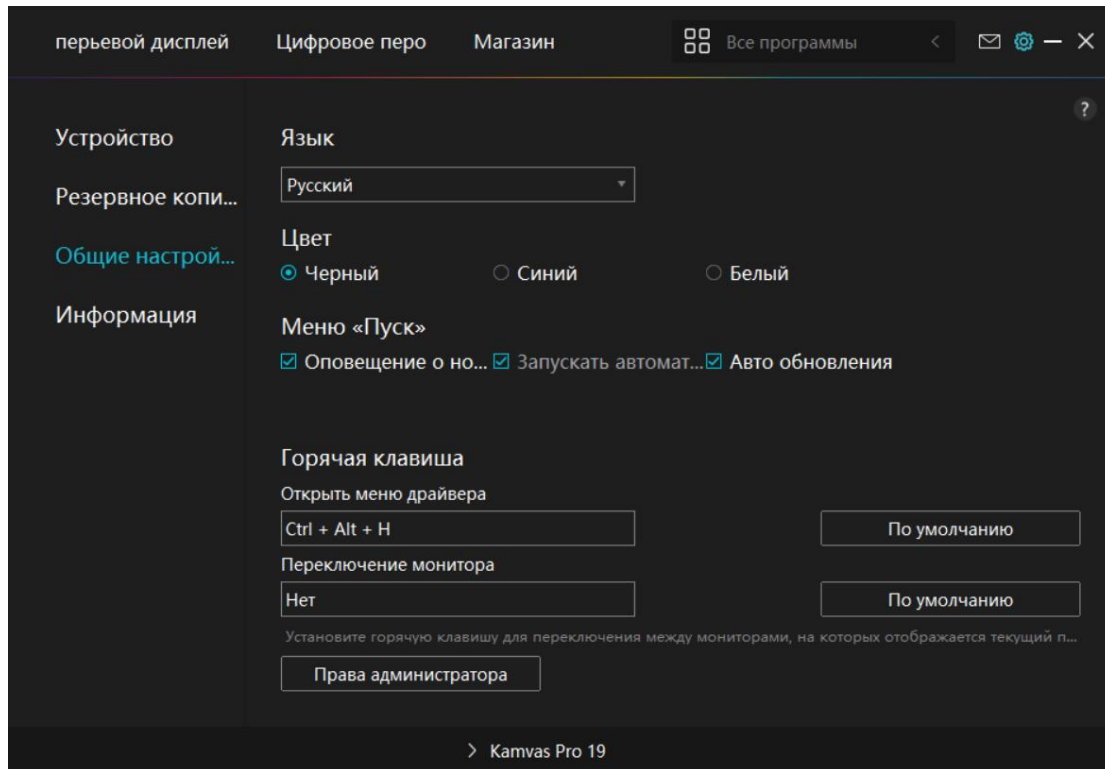 перьевой дисплей Цифровое перо Магазин Все программы
?
Устройство
Резервное копи...
Общие настрой...
Информация
Язык
Русский
Цвет
Черный Синий Белый
Меню «Пуск»
Оповещение о но... Запускать автомат... Авто обновления
Горячая клавиша
Открыть меню драйвера
Ctrl + Alt + H По умолчанию
Переключение монитора
Нет По умолчанию
Установите горячую клавишу для переключения между мониторами, на которых отображается текущий п...
Права администратора
Kamvas Pro 19